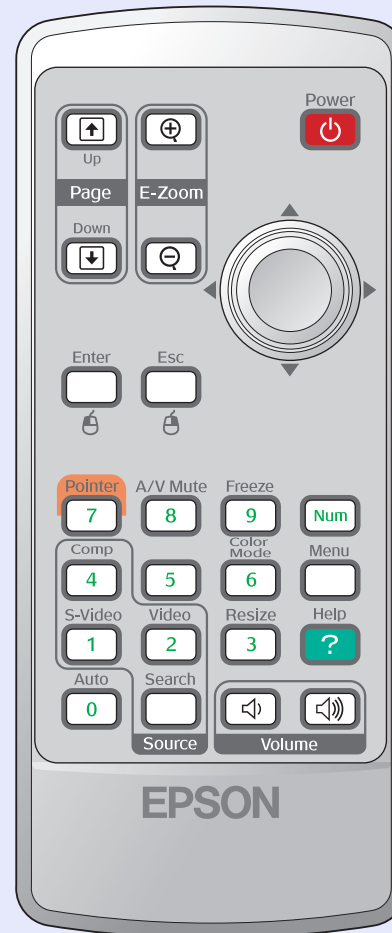 Power
Up
Page
E-Zoom
Down
Enter
Esc
Pointer
A/V Mute
Freeze
7
8
9
Num
Comp
Color
Mode
Menu
4
5
6
S-Video
Video
Resize
Help
1
2
3
?
Auto
Search
0
Source
Volume
EPSON